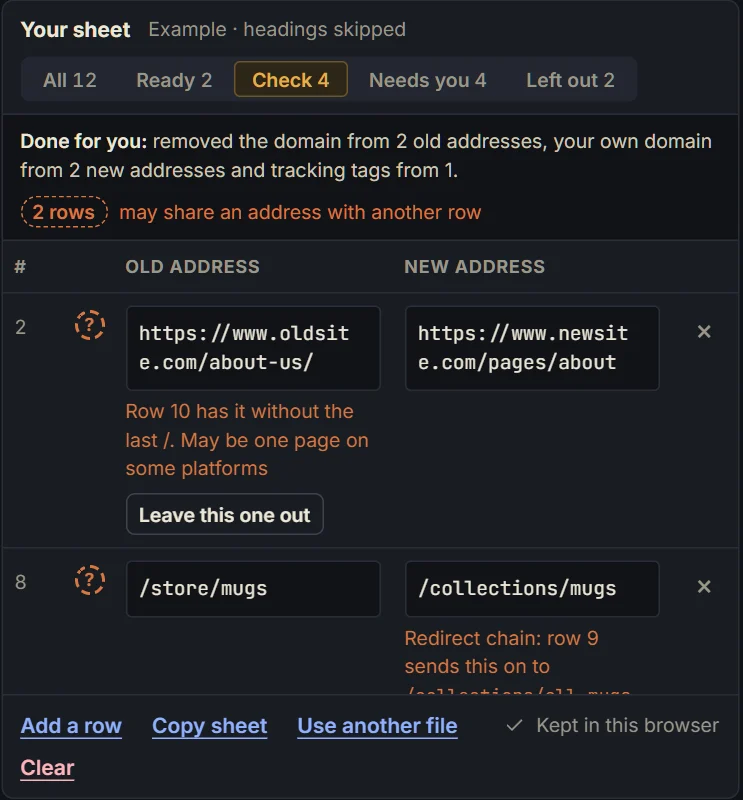 Your sheet Example · headings skipped
All 12 Ready 2 Check 4 Needs you 4 Left out 2
Done for you: removed the domain from 2 old addresses, your own domain
from 2 new addresses and tracking tags from 1.
2 rows may share an address with another row
# OLD ADDRESS NEW ADDRESS
2 ? https://www.oldsit https://www.newsit ×
e.com/about-us/ e.com/pages/about
Row 10 has it without the
last /. May be one page on
some platforms
Leave this one out
8 ? /store/mugs /collections/mugs ×
Redirect chain: row 9
sends this on to
/collections/all-mugs
Add a row Copy sheet Use another file ✓ Kept in this browser
Clear